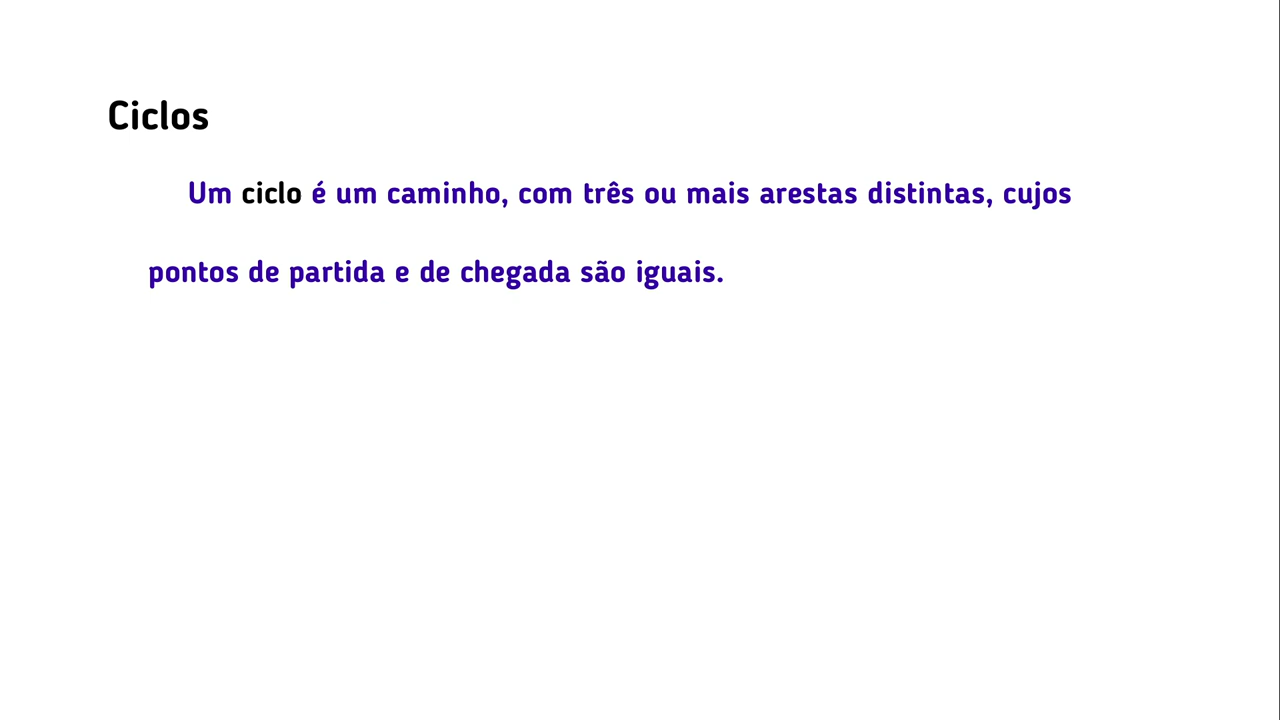 Ciclos
Um ciclo é um caminho, com três ou mais arestas distintas, cujos
pontos de partida e de chegada são iguais.